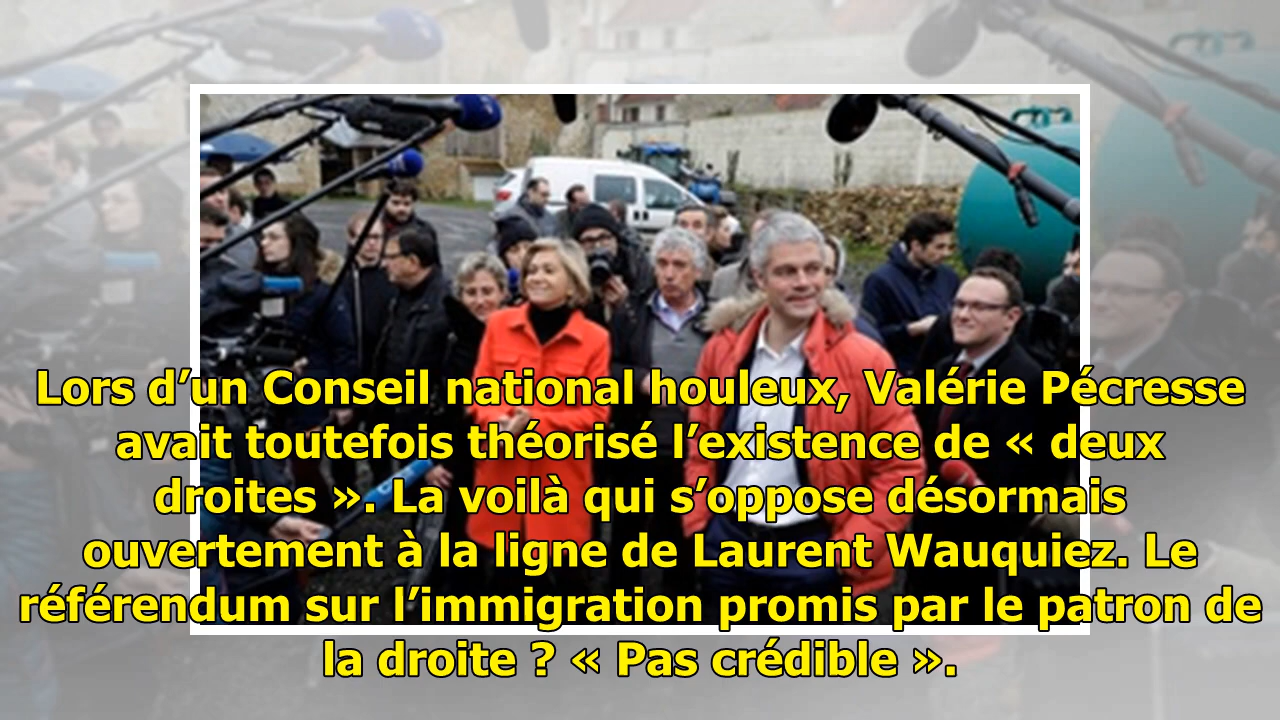 Lors d’un Conseil national houleux, Valérie Pécresse
avait toutefois théorisé l’existence de « deux
droites ». La voilà qui s’oppose désormais
ouvertement à la ligne de Laurent Wauquiez. Le
référendum sur l’immigration promis par le patron de
la droite ? « Pas crédible ».